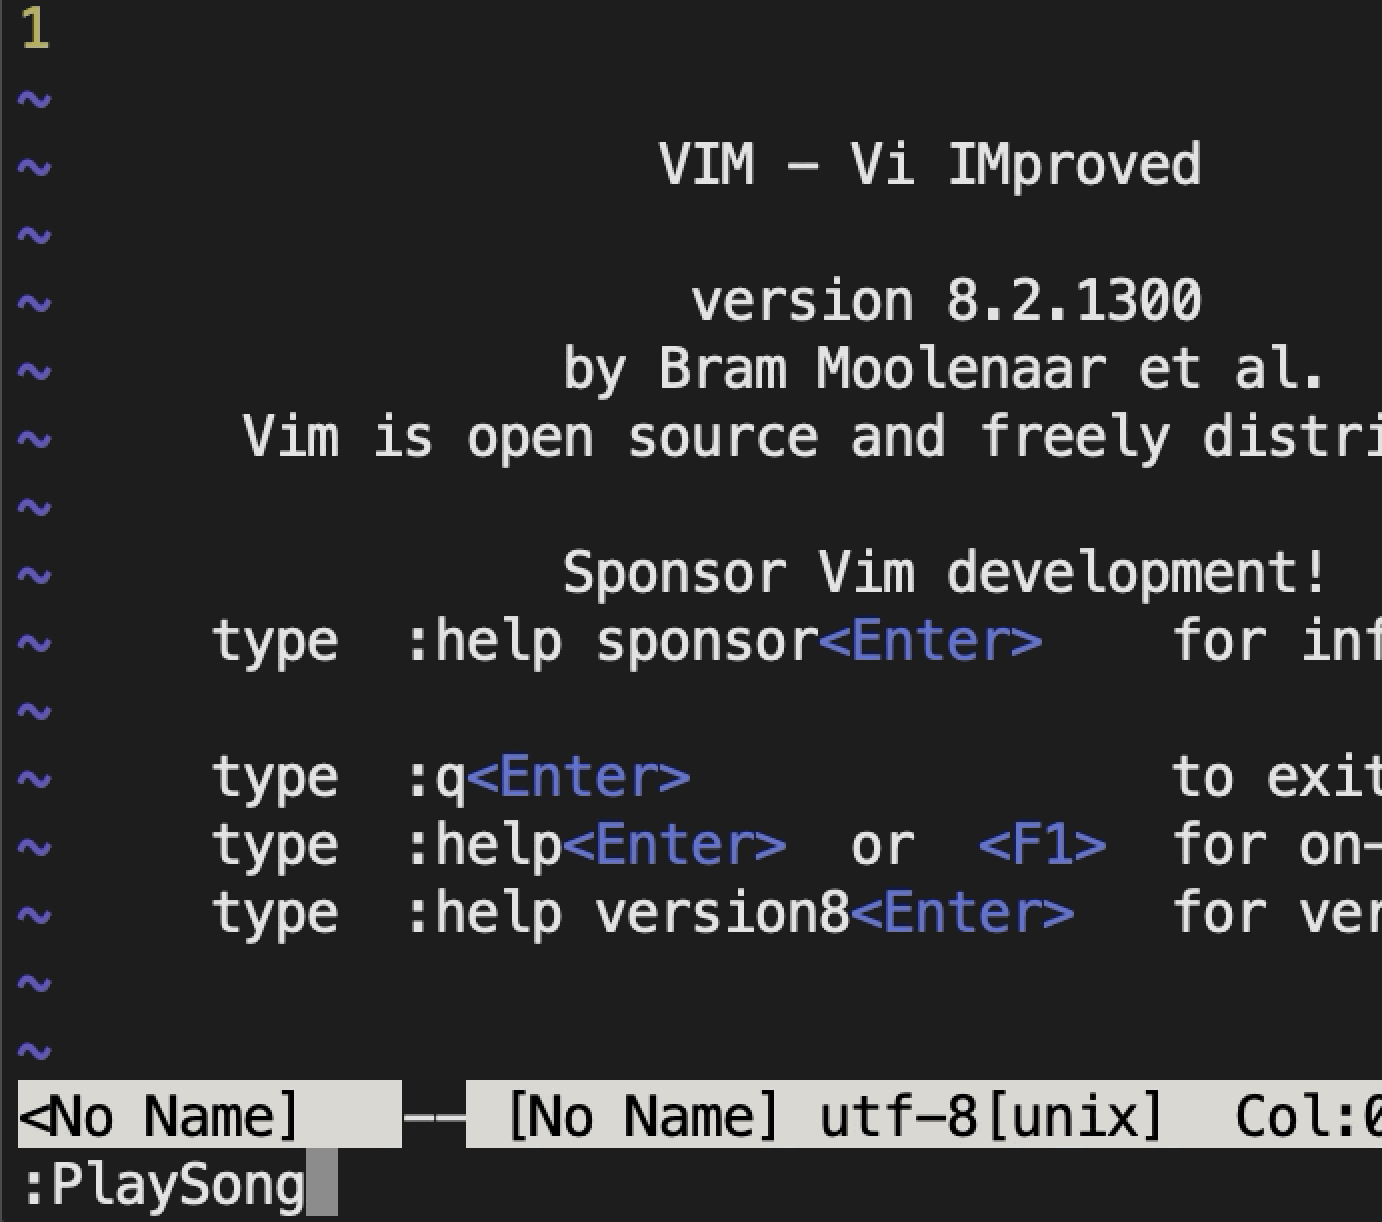 1
~
~ VIM - Vi IMproved
~
~ version 8.2.1300
~ by Bram Moolenaar et al.
~ Vim is open source and freely distri
~
~ Sponsor Vim development!
~ type :help sponsor<Enter> for inf
~
~ type :q<Enter> to exit
~ type :help<Enter> or <F1> for on-
~ type :help version8<Enter> for ver
~
~
<No Name] -- [No Name] utf-8[unix] Col:0
:PlaySong